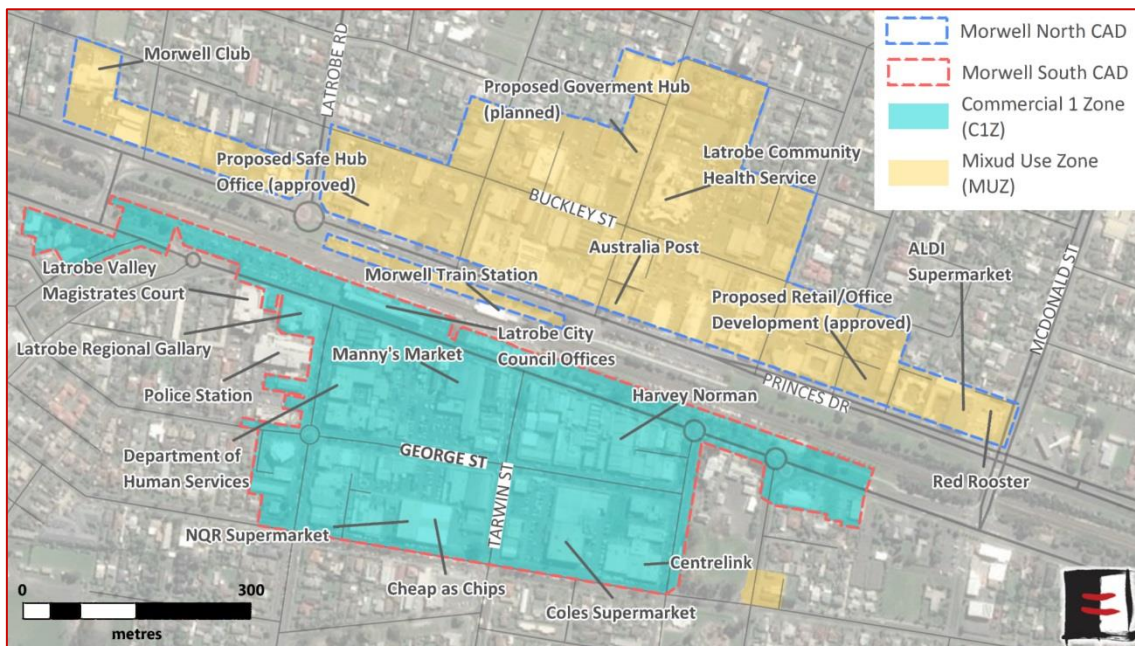 Morwell North CAD
Morwell South CAD
Commercial 1 Zone
(C1Z)
Mixud Use Zone
(MUZ)
Morwell Club
LATROBE RD
Proposed Goverment Hub
(planned)
Latrobe Community
Health Service
Proposed Safe Hub
Office (approved)
BUCKLEY ST
Australia Post
ALDI
Supermarket
MCDONALD ST
Latrobe Valley
Magistrates Court
Morwell Train Station
Proposed Retail/Office
Development (approved)
Latrobe Regional Gallary
Latrobe City
Council Offices
Manny's Market
PRINCES DR
Police Station
Harvey Norman
Department of
Human Services
GEORGE ST
TARWIN ST
Red Rooster
NQR Supermarket
Centrelink
Cheap as Chips
Coles Supermarket
0 300
metres